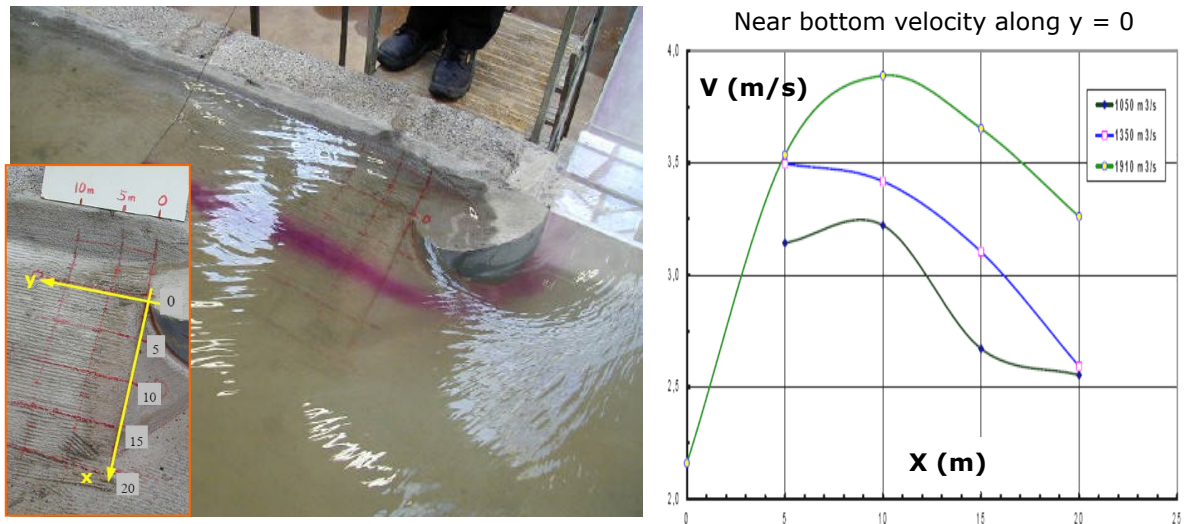 10m 5m 0
y
0
5
10
15
x
20
0
Near bottom velocity along y = 0
4,0
V (m/s)
1050 m3/s
1350 m3/s
1910 m3/s
3,5
3,0
2,5
X (m)
2,0
0 5 10 15 20 25